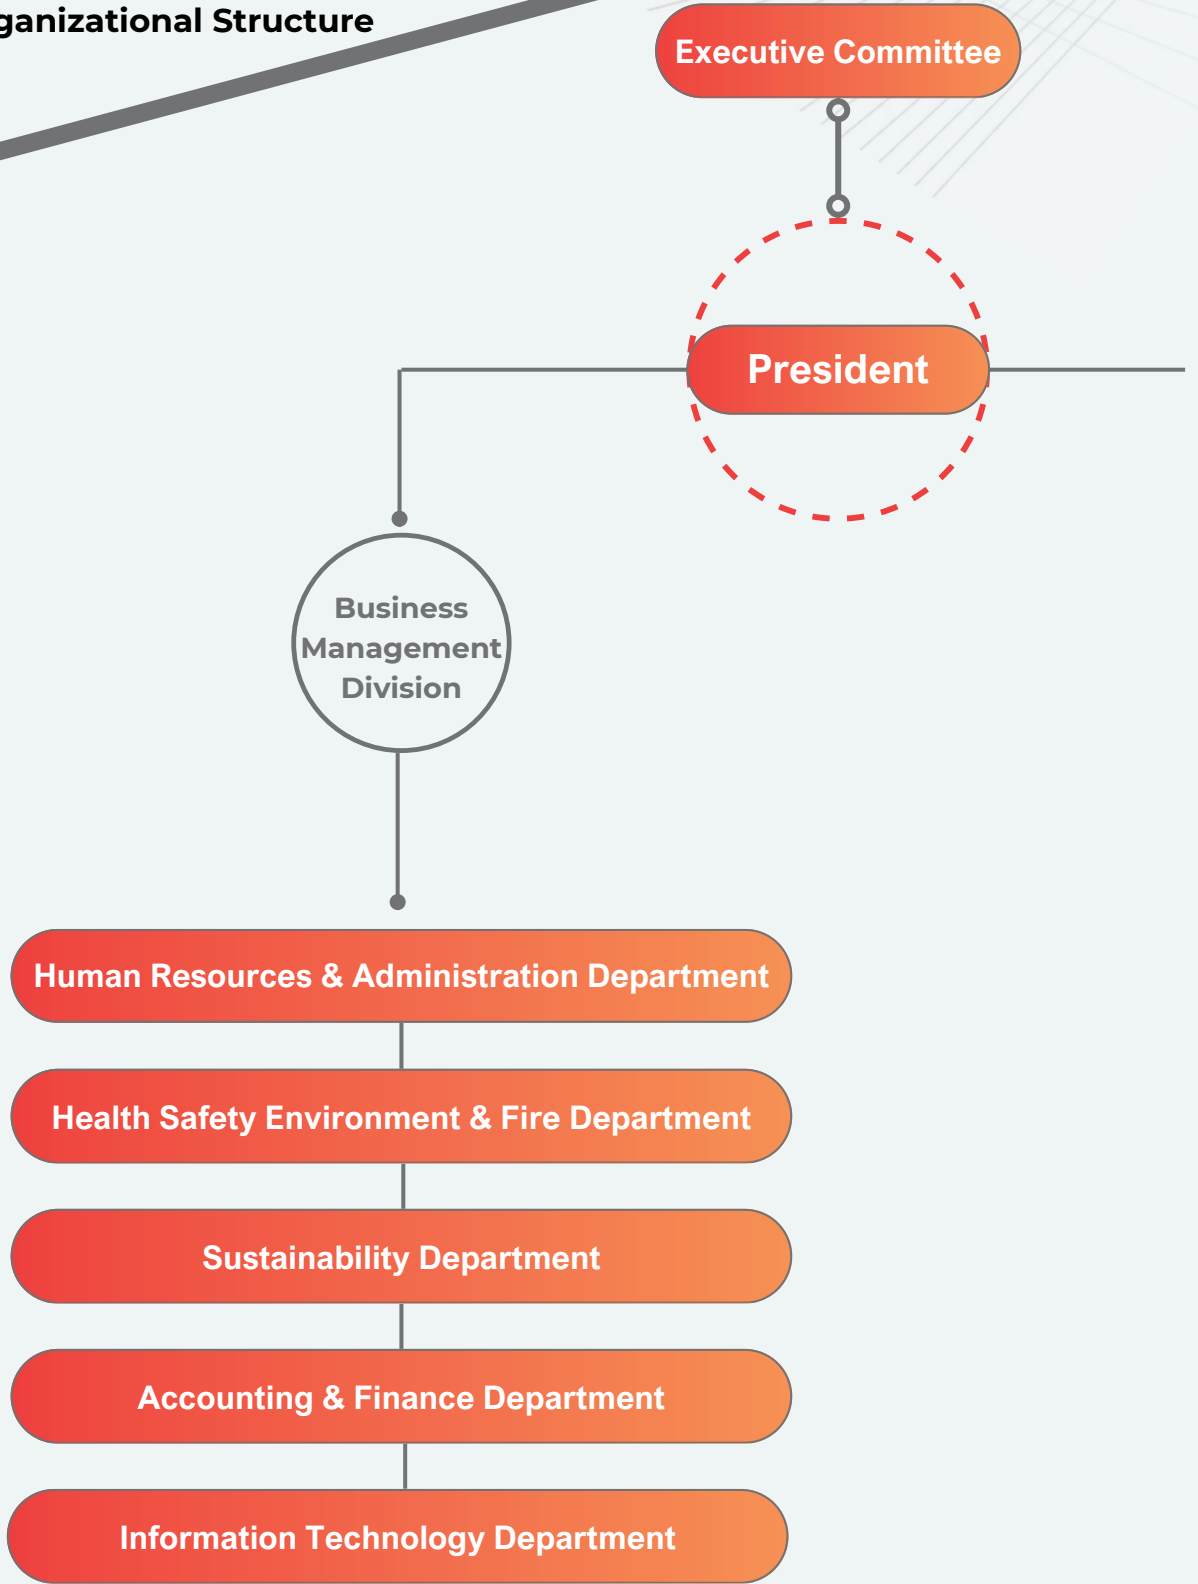 ganizational Structure
Executive Committee
President
Business
Management
Division
Human Resources & Administration Department
Health Safety Environment & Fire Department
Sustainability Department
Accounting & Finance Department
Information Technology Department